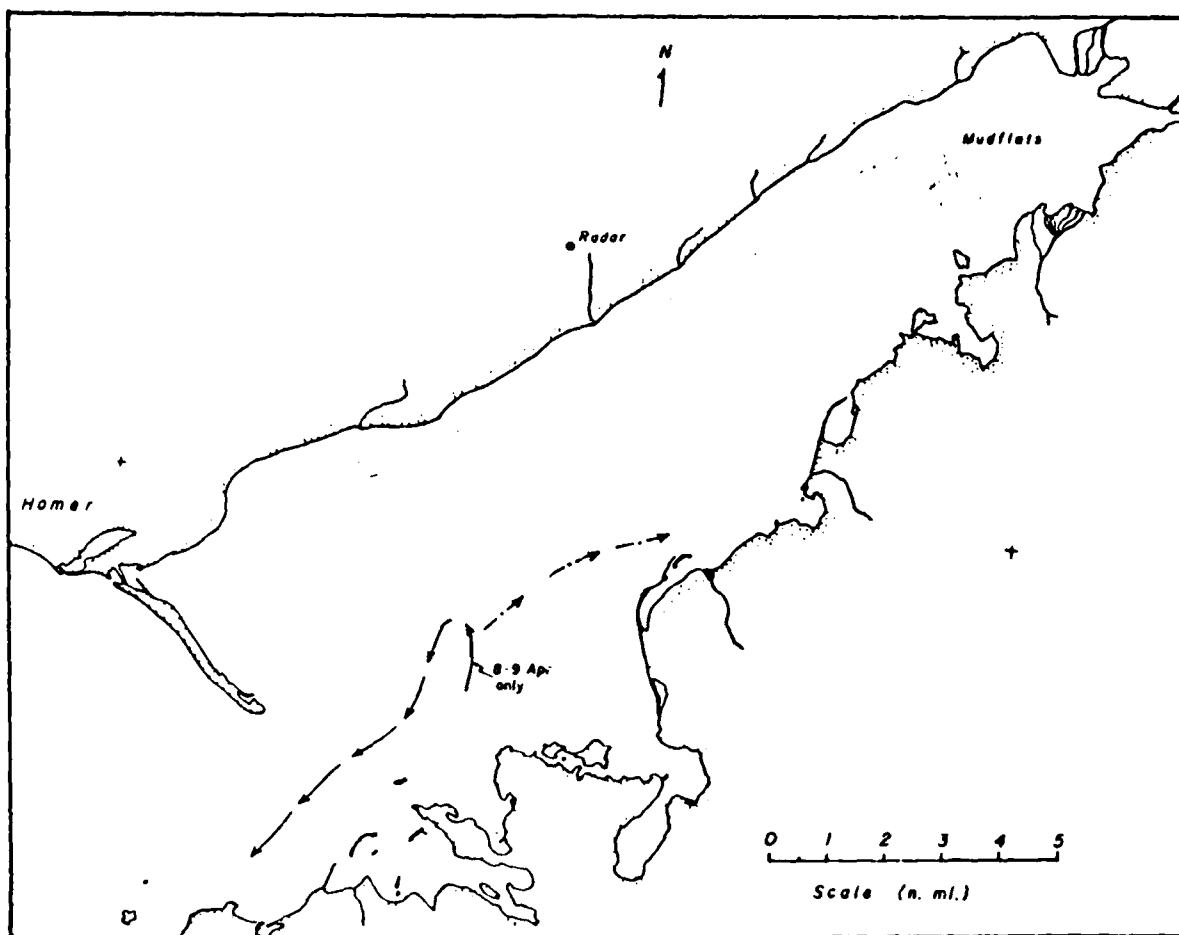 N
Mudflats
Radar
Homer
8-9 Apr
only
0 1 2 3 4 5
Scale (n. mi.)